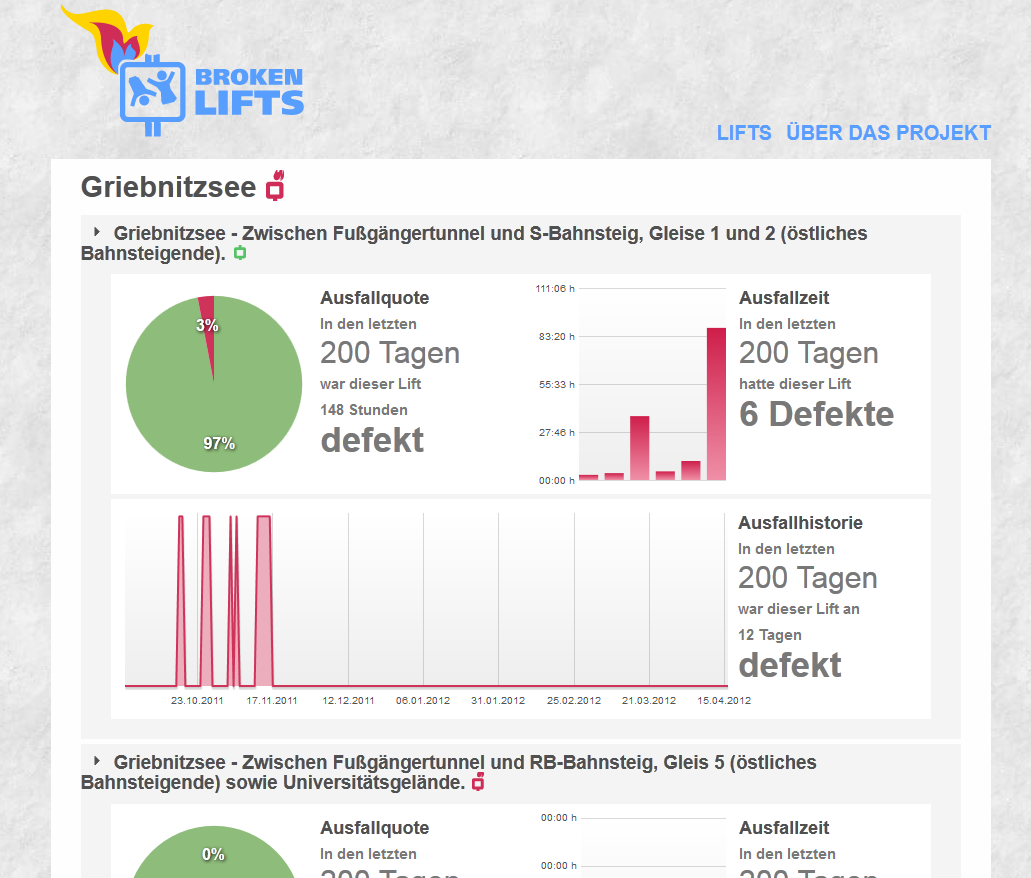 BROKEN
LIFTS
LIFTS ÜBER DAS PROJEKT
Griebnitzsee
Griebnitzsee - Zwischen Fußgängertunnel und S-Bahnsteig, Gleise 1 und 2 (östliches
Bahnsteigende).
3%
97%
Ausfallquote
In den letzten
200 Tagen
war dieser Lift
148 Stunden
defekt
111:06 h
83:20 h
55:33 h
27:46 h
00:00 h
Ausfallzeit
In den letzten
200 Tagen
hatte dieser Lift
6 Defekte
23.10.2011 17.11.2011 12.12.2011 06.01.2012 31.01.2012 25.02.2012 21.03.2012 15.04.2012
Ausfallhistorie
In den letzten
200 Tagen
war dieser Lift an
12 Tagen
defekt
Griebnitzsee - Zwischen Fußgängertunnel und RB-Bahnsteig, Gleis 5 (östliches
Bahnsteigende) sowie Universitätsgelände.
0%
Ausfallquote
In den letzten
200 Tagen
00:00 h
00:00 h
Ausfallzeit
In den letzten
200 Tagen